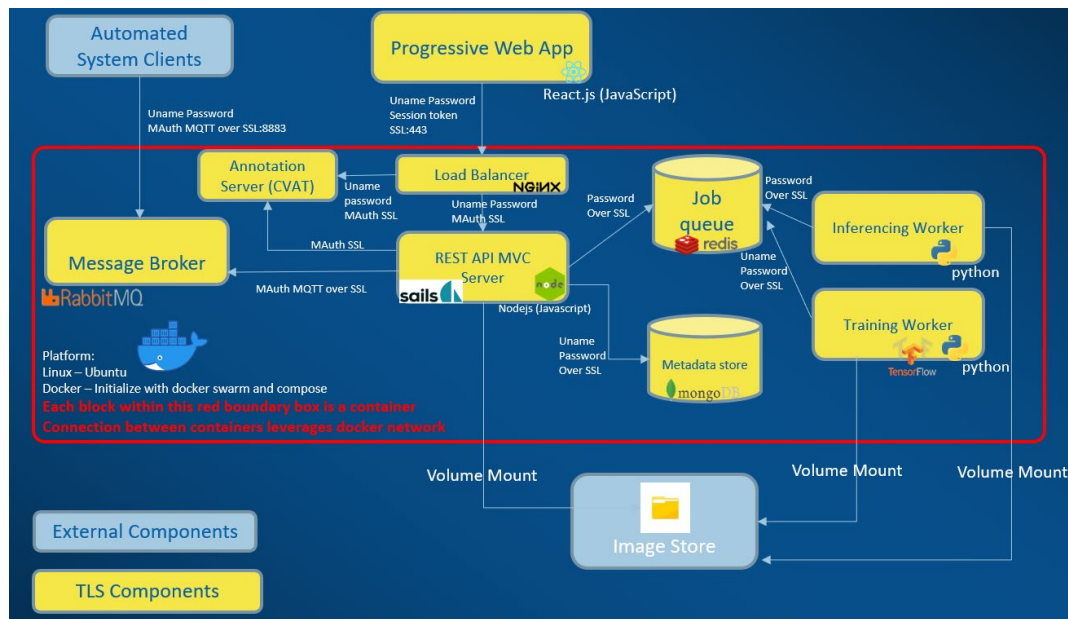 Automated
System Clients
Progressive Web App
React.js (JavaScript)
Uname Password
MAuth MQTT over SSL:8883
Uname Password
Session token
SSL:443
Annotation
Server (CVAT)
Uname
password
MAuth SSL
Load Balancer
NGINX
Uname Password
MAuth SSL
Password
Over SSL
Job
queue
redis
Password
Over SSL
Inferencing Worker
python
Message Broker
RabbitMQ
MAuth SSL
MAuth MQTT over SSL
REST API MVC
Server
sails
node
Nodejs (Javascript)
Uname
Password
Over SSL
Training Worker
TensorFlow
python
Uname
Password
Over SSL
Metadata store
mongoDB
Platform:
Linux – Ubuntu
Docker – Initialize with docker swarm and compose
Each block within this red boundary box is a container
Connection between containers leverages docker network
Volume Mount
Volume Mount
Volume Mount
Image Store
External Components
TLS Components